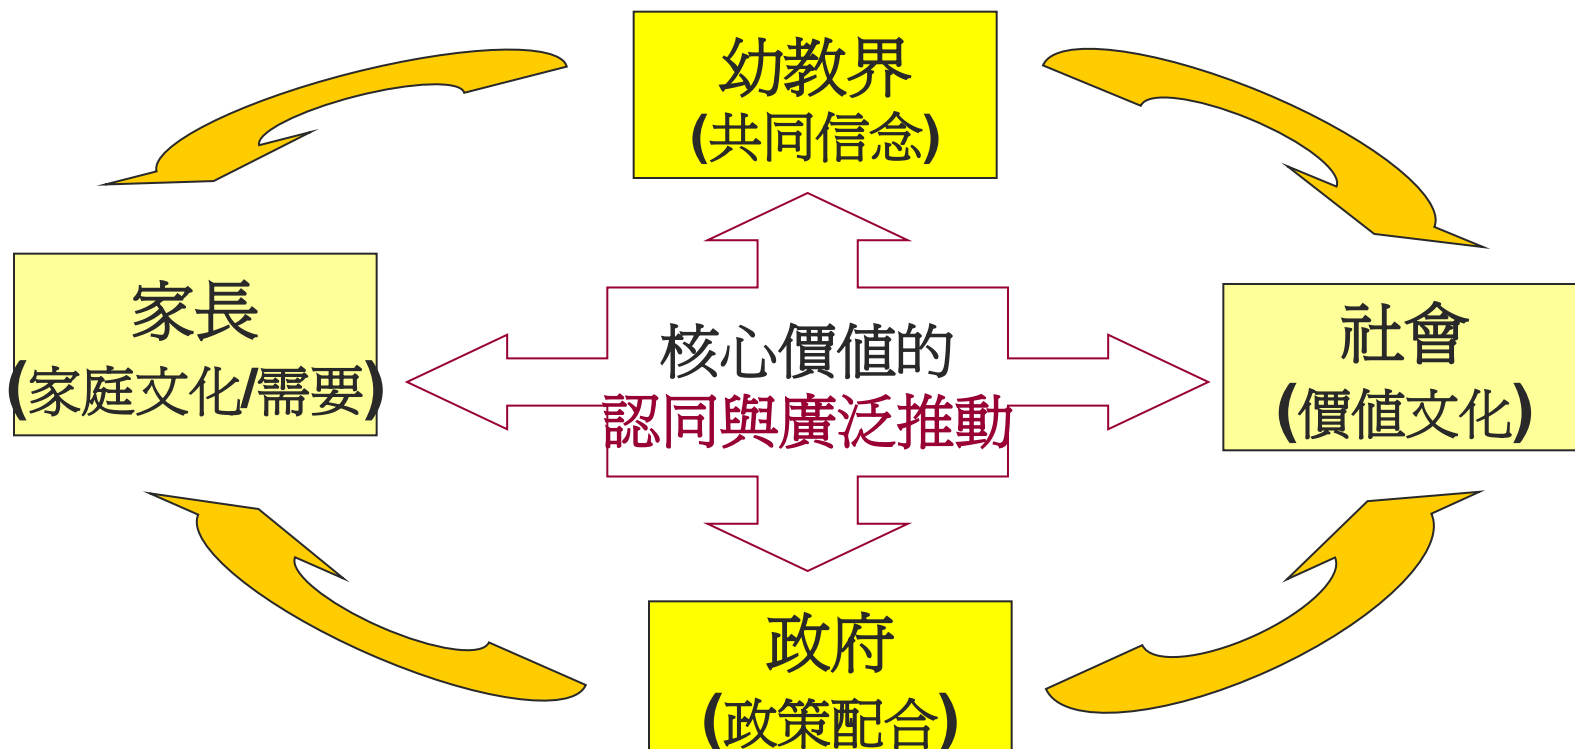 幼教界
(共同信念)
家長
(家庭文化/需要)
核心價值的
認同與廣泛推動
社會
(價值文化)
政府
(政策配合)